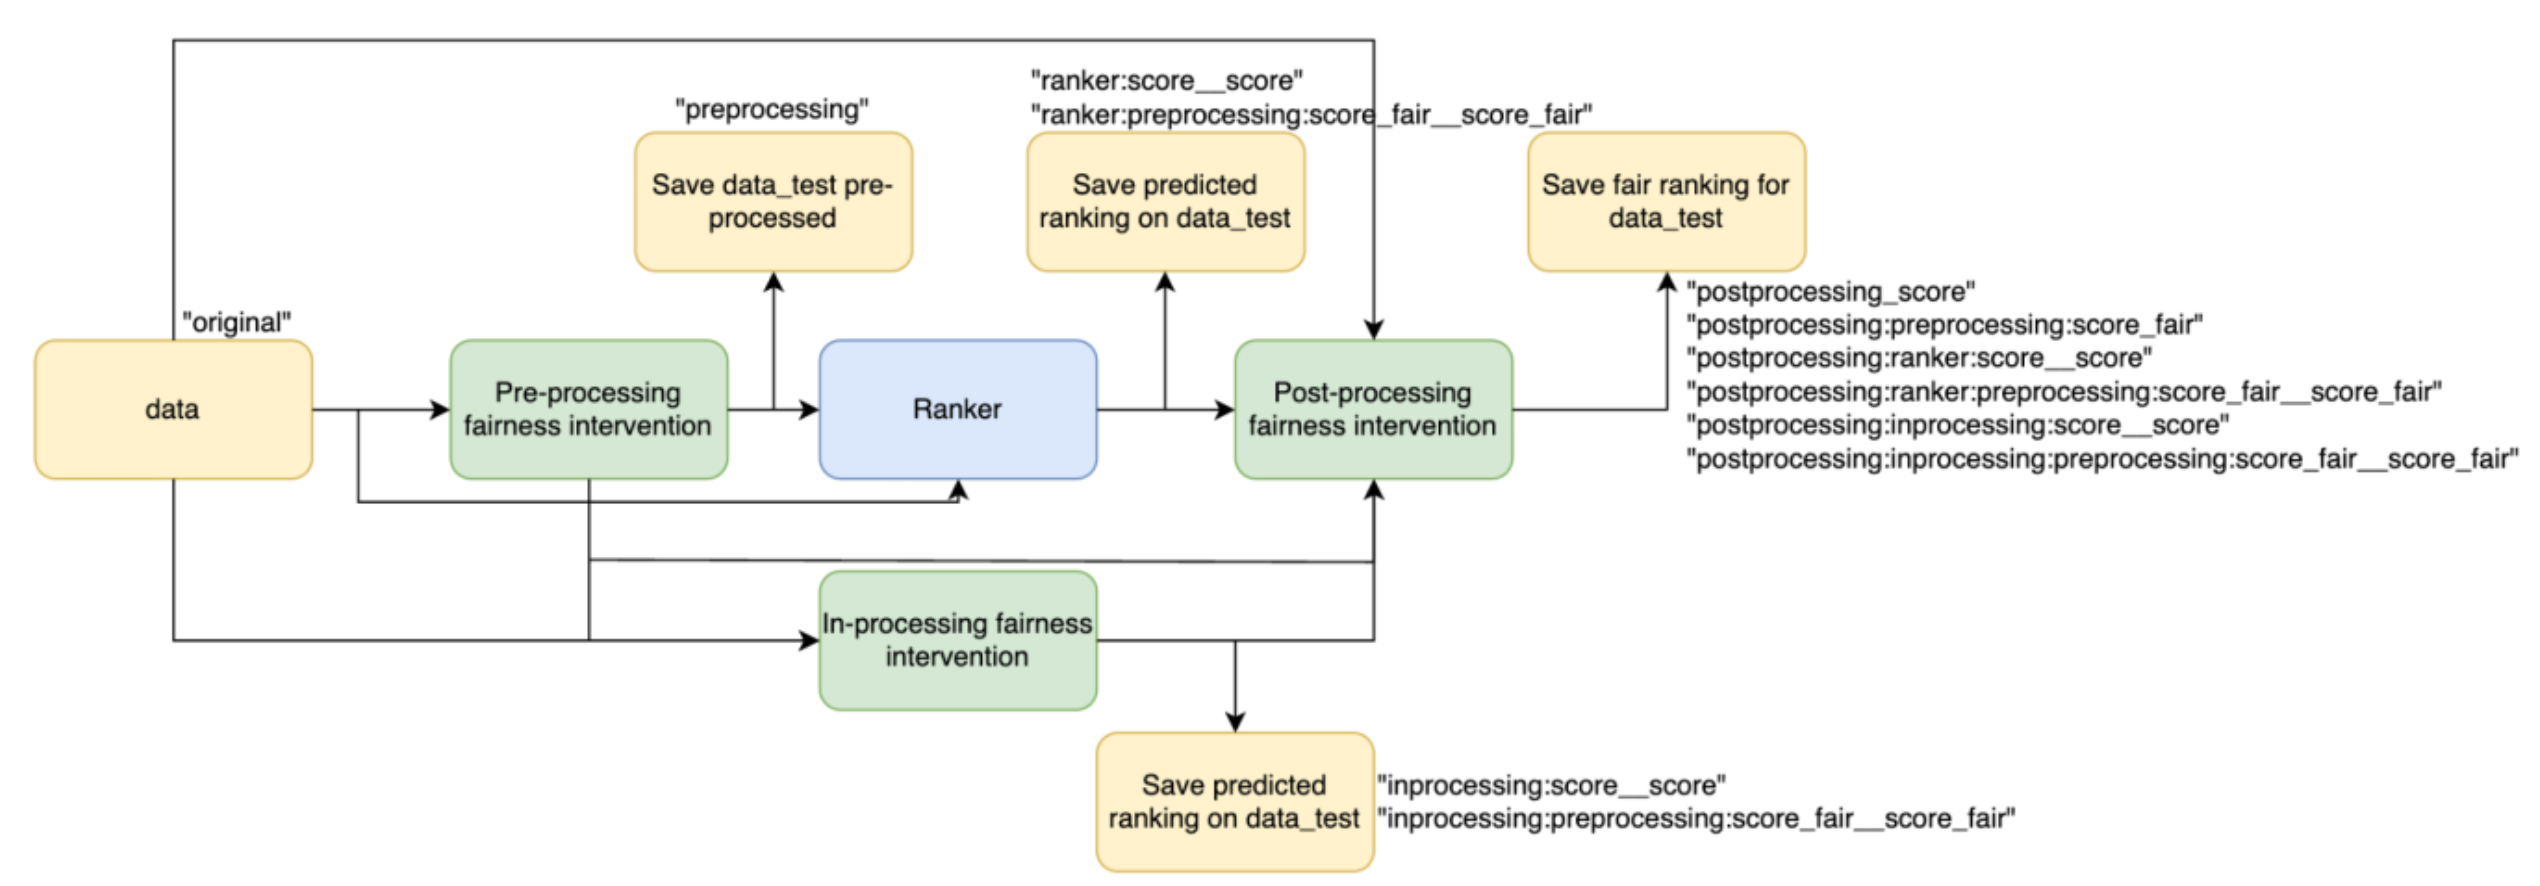 "ranker:score__score"
"preprocessing"
"ranker:preprocessing:score_fair__score_fair"
Save data_test pre-
processed
Save predicted
ranking on data_test
Save fair ranking for
data_test
"original"
"postprocessing_score"
"postprocessing:preprocessing:score_fair"
"postprocessing:ranker:score__score"
"postprocessing:ranker:preprocessing:score_fair__score_fair"
"postprocessing:inprocessing:score__score"
"postprocessing:inprocessing:preprocessing:score_fair__score_fair"
data
Pre-processing
fairness intervention
Ranker
Post-processing
fairness intervention
In-processing fairness
intervention
Save predicted
ranking on data_test
"inprocessing:score__score"
"inprocessing:preprocessing:score_fair__score_fair"